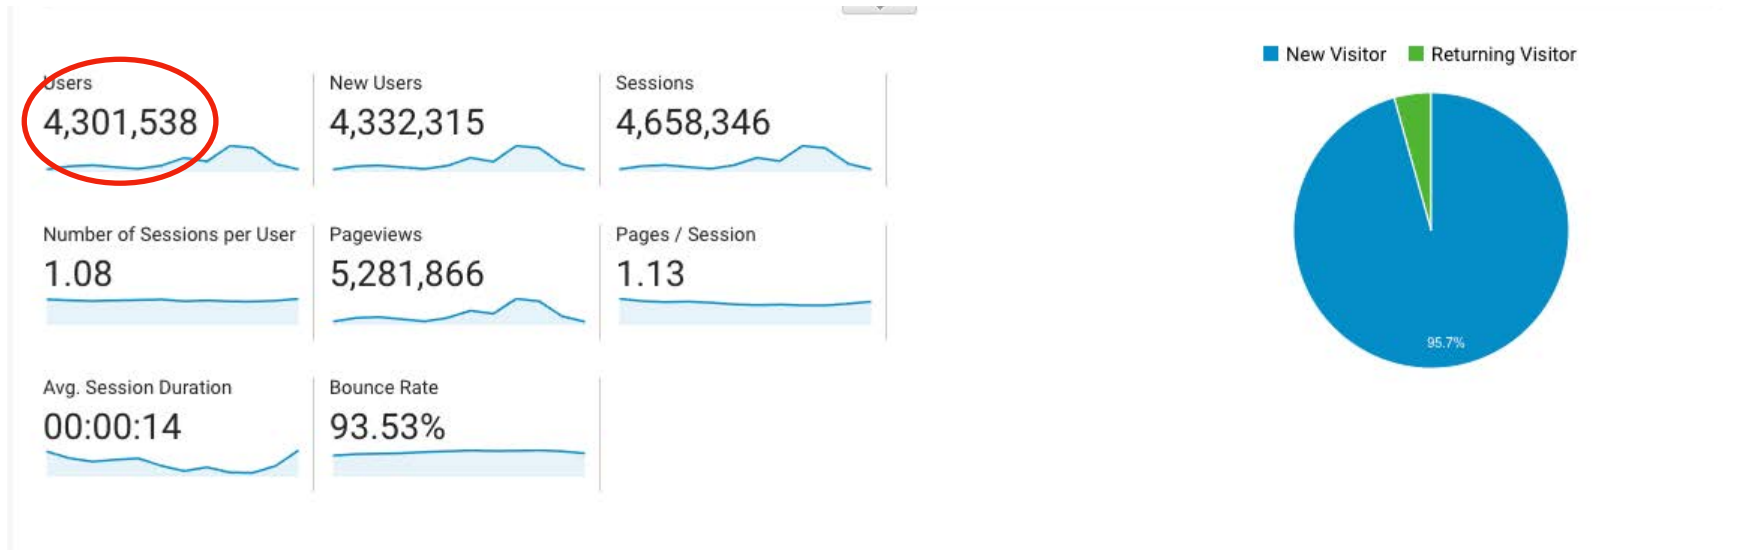 Users
4,301,538
New Users
4,332,315
Sessions
4,658,346
Number of Sessions per User
1.08
Pageviews
5,281,866
Pages / Session
1.13
Avg. Session Duration
00:00:14
Bounce Rate
93.53%
New Visitor
Returning Visitor
95.7%